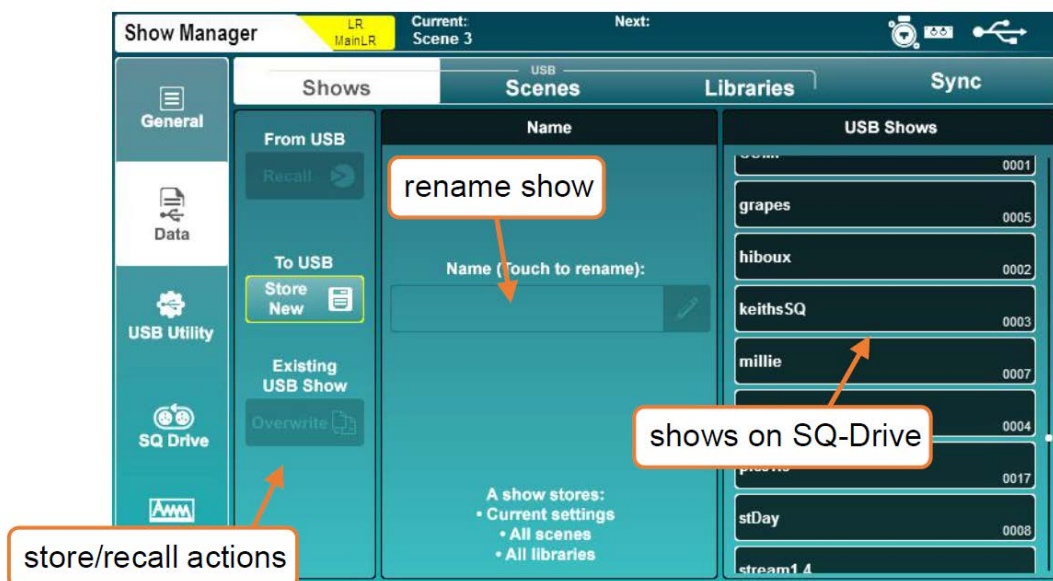 Show Manager
LR
MainLR
Current:
Scene 3
Next:
General
Data
USB Utility
SQ Drive
USB
Shows
Scenes
Libraries
Sync
From USB
Recall
To USB
Store
New
Existing
USB Show
Overwrite
store/recall actions
Name
rename show
Name (Touch to rename):
A show stores:
• Current settings
• All scenes
• All libraries
USB Shows
0001
grapes
0005
hiboux
0002
keithsSQ
0003
millie
0007
0004
shows on SQ-Drive
0017
stDay
0008
stream1.4